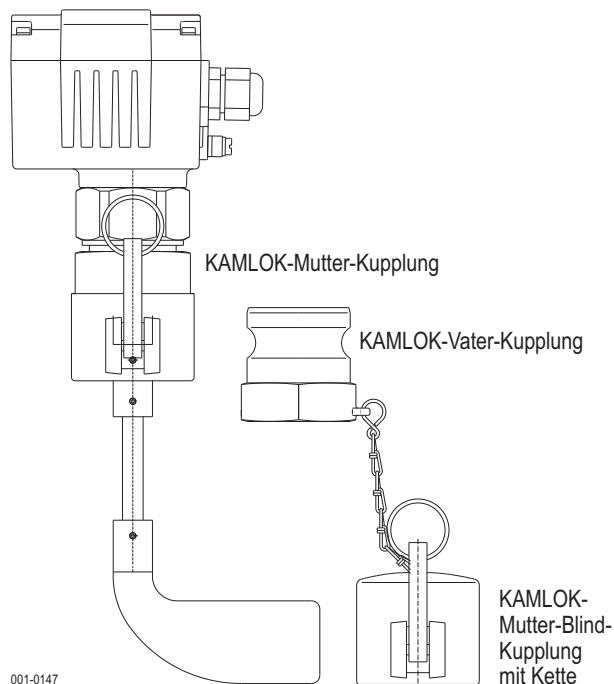 KAMLOK-Mutter-Kupplung
KAMLOK-Vater-Kupplung
KAMLOK-
Mutter-Blind-
Kupplung
mit Kette
001-0147